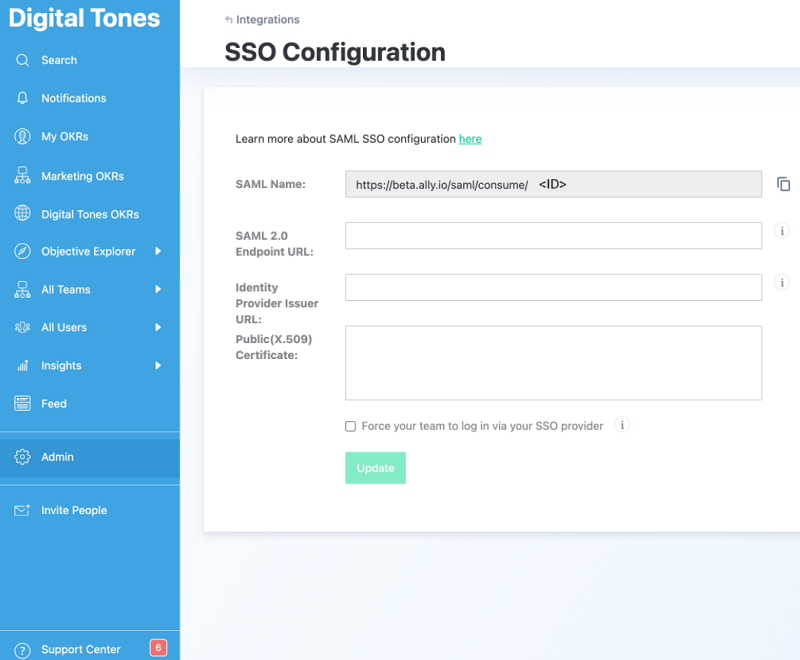 Digital Tones
Search
Notifications
My OKRs
Marketing OKRs
Digital Tones OKRs
Objective Explorer
All Teams
All Users
Insights
Feed
Admin
Invite People
? Support Center 6
Integrations
SSO Configuration
Learn more about SAML SSO configuration here
SAML Name:
https://beta.ally.io/saml/consume/ <ID>
SAML 2.0
Endpoint URL:
i
Identity
Provider Issuer
URL:
i
Public(X.509)
Certificate:
Force your team to log in via your SSO provider i
Update